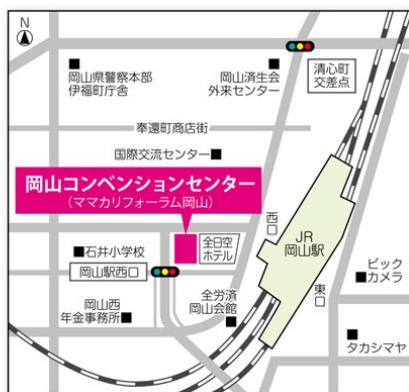 N
岡山県警察本部
伊福町庁舎
岡山済生会
外来センター
清心町
交差点
奉還町商店街
国際交流センター
岡山コンベンションセンター
(ママカリフォーラム岡山)
西口
JR
岡山駅
東口
石井小学校
全日空
ホテル
岡山駅西口
ビック
カメラ
岡山西
年金事務所
全労済
岡山会館
タカシマヤ